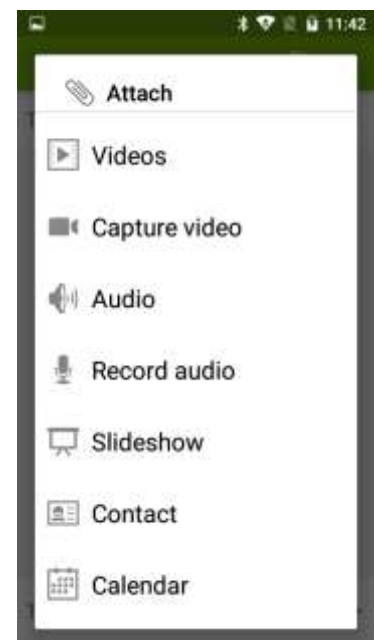 11:42
Attach
Videos
Capture video
Audio
Record audio
Slideshow
Contact
Calendar